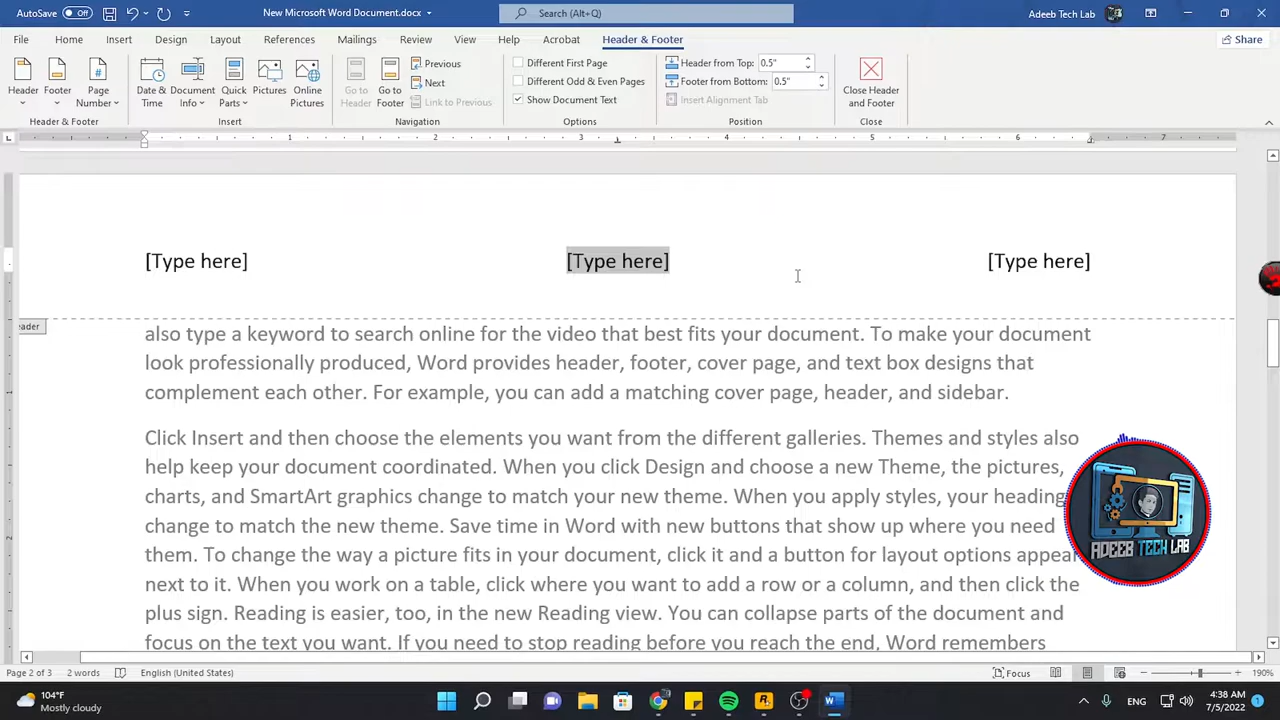 AutoSave Off New Microsoft Word Document.docx Search (Alt+Q) Adeeb Tech Lab
File Home Insert Design Layout References Mailings Review View Help Acrobat Header & Footer Share
Header Footer Page Number Date & Time Document Info Quick Parts Pictures Online Pictures Go to Header Go to Footer Previous Next Link to Previous Different First Page Different Odd & Even Pages Show Document Text Header from Top: 0.5" Footer from Bottom: 0.5" Insert Alignment Tab Close Header and Footer
Header & Footer Insert Navigation Options Position Close
1 2 3 4 5 6 7
[Type here] [Type here] [Type here]
eader
also type a keyword to search online for the video that best fits your document. To make your document
look professionally produced, Word provides header, footer, cover page, and text box designs that
complement each other. For example, you can add a matching cover page, header, and sidebar.
Click Insert and then choose the elements you want from the different galleries. Themes and styles also
help keep your document coordinated. When you click Design and choose a new Theme, the pictures,
charts, and SmartArt graphics change to match your new theme. When you apply styles, your heading
change to match the new theme. Save time in Word with new buttons that show up where you need
them. To change the way a picture fits in your document, click it and a button for layout options appear
next to it. When you work on a table, click where you want to add a row or a column, and then click the
plus sign. Reading is easier, too, in the new Reading view. You can collapse parts of the document and
focus on the text you want. If you need to stop reading before you reach the end, Word remembers
ADEEB TECH LAB
Page 2 of 3 2 words English (United States) Focus 190%
104°F
Mostly cloudy
ENG 4:38 AM
7/5/2022